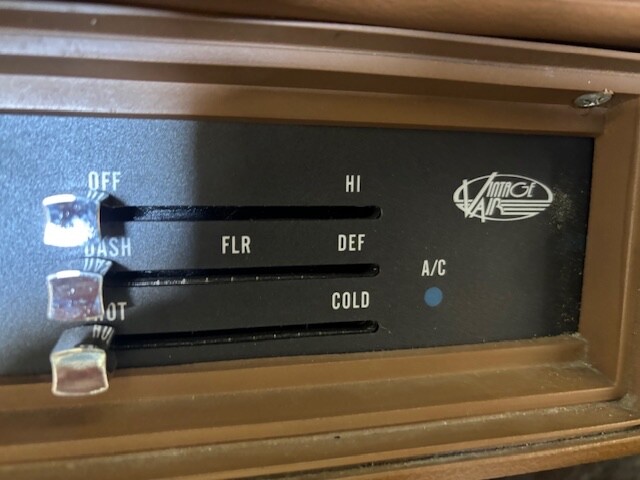 OFF HI
VINTAGE AIR
DASH FLR DEF
A/C
HOT COLD